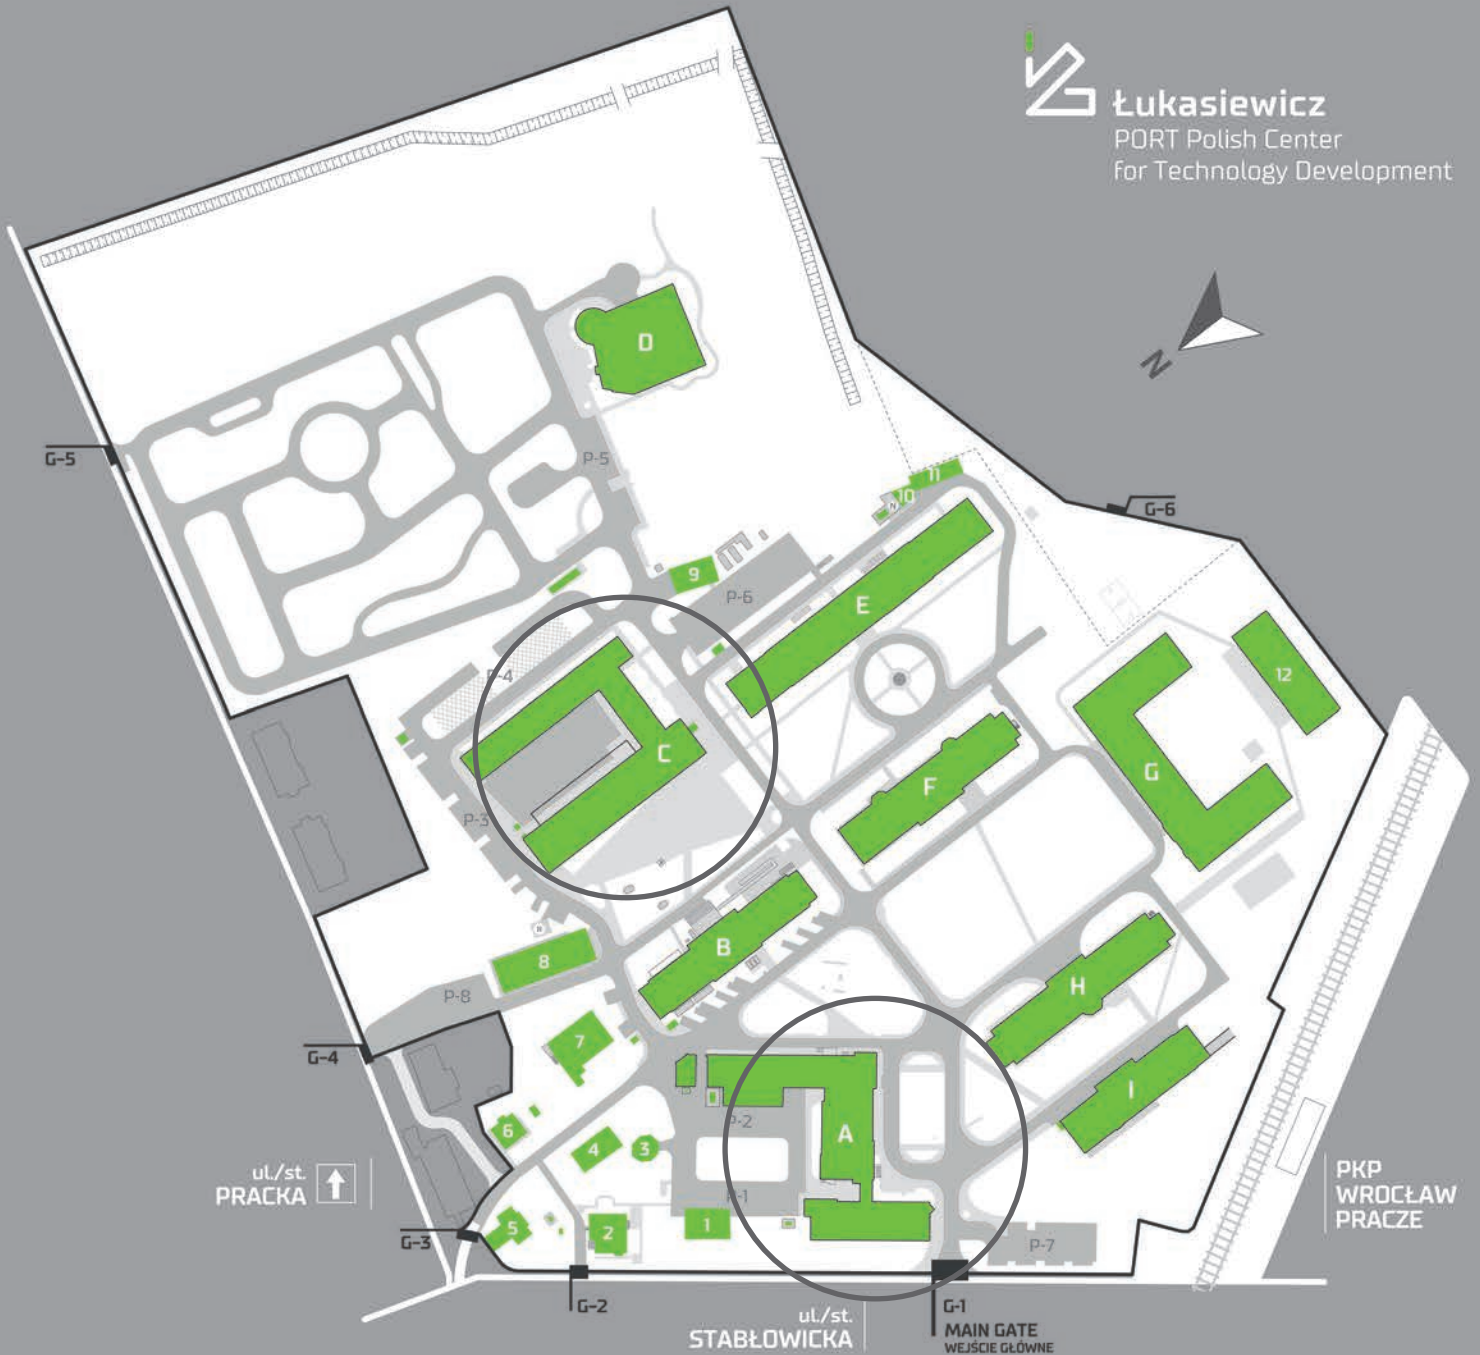 Łukasiewicz
PORT Polish Center
for Technology Development
N
D
G-5
P-5
11
10
N
G-6
9
P-6
E
P-4
12
C
G
F
P-3
B
8
P-8
H
7
G-4
I
6
4
3
P-2
A
ul./st.
PRACKA
PKP
WROCŁAW
PRACZE
P-1
5
2
1
G-3
P-7
G-2
ul./st.
STABŁOWICKA
G-1
MAIN GATE
WEJŚCIE GŁÓWNE